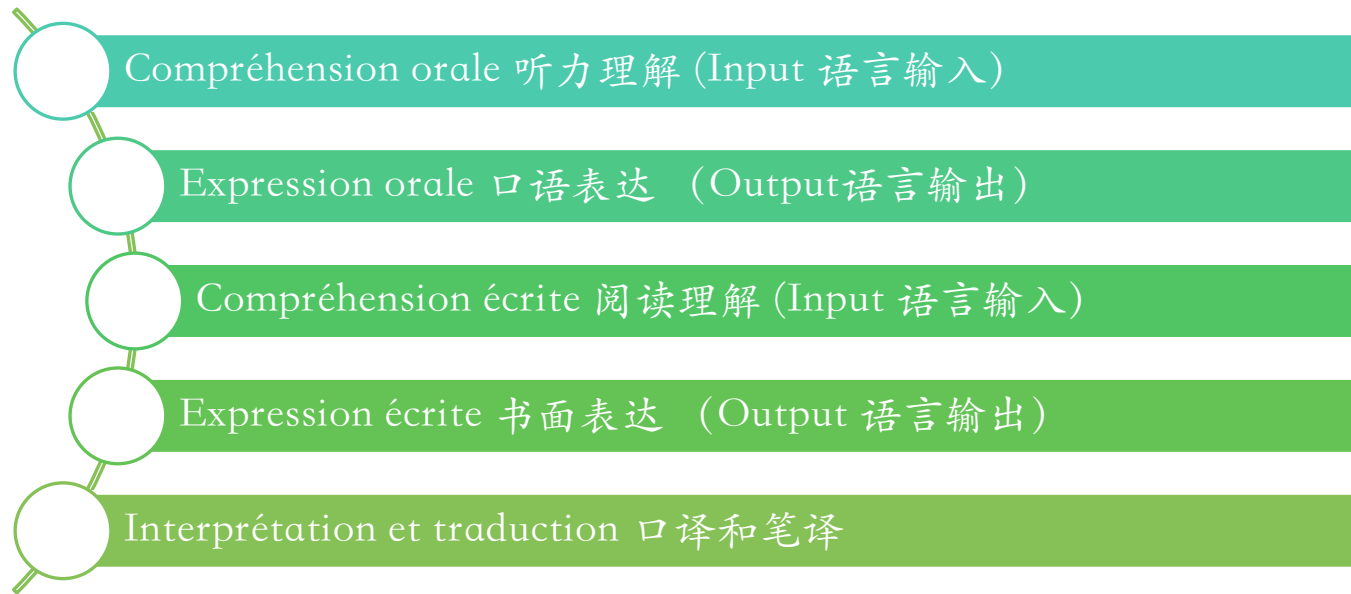 Compréhension orale 听力理解 (Input 语言输入)
Expression orale 口语表达 （Output语言输出）
Compréhension écrite 阅读理解 (Input 语言输入)
Expression écrite 书面表达 （Output 语言输出）
Interprétation et traduction 口译和笔译